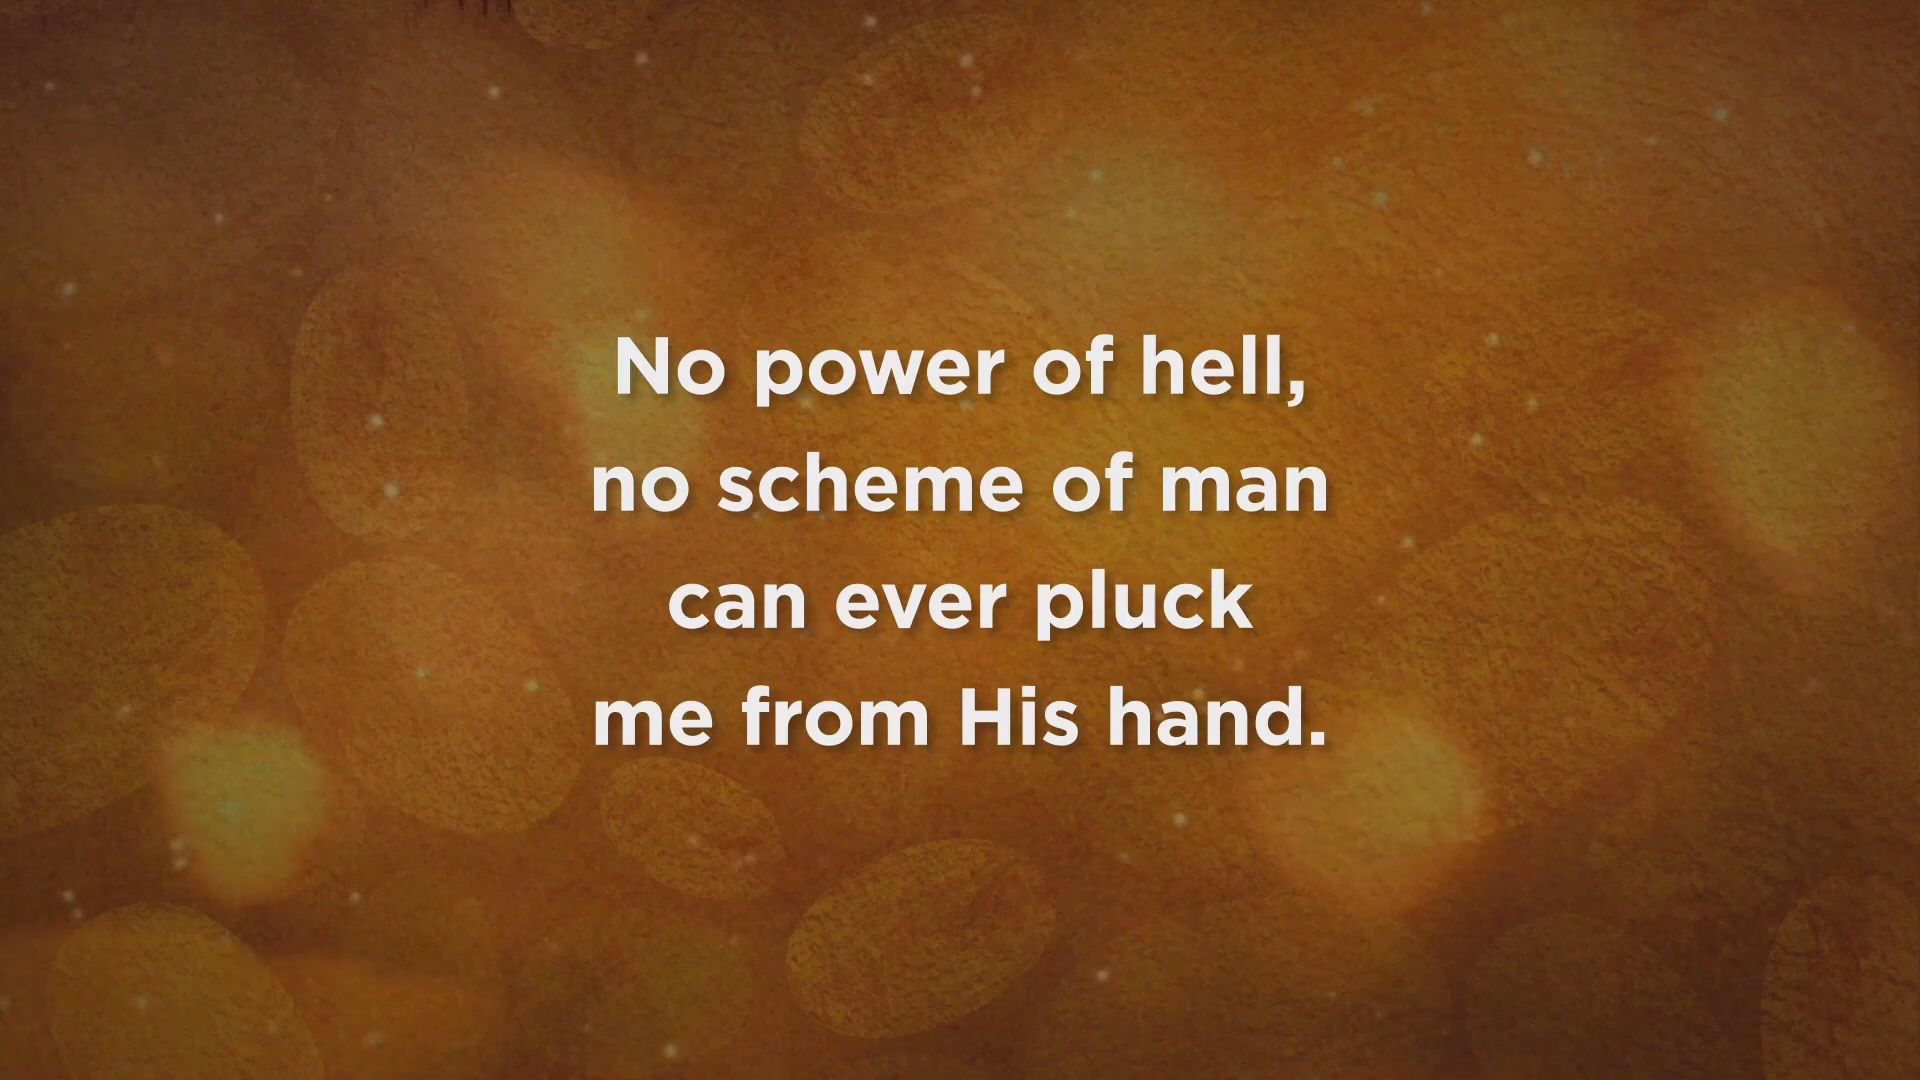 No power of hell,
no scheme of man
can ever pluck
me from His hand.